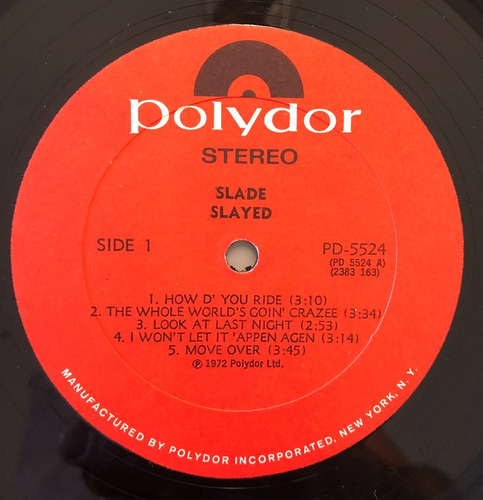 Polydor
STEREO
SLADE
SLAYED
SIDE 1
PD-5524
(PD 5524 A)
(2383 163)
1. HOW D' YOU RIDE (3:10)
2. THE WHOLE WORLD'S GOIN' CRAZEE (3:34)
3. LOOK AT LAST NIGHT (2:53)
4. I WON'T LET IT 'APPEN AGEN (3:14)
5. MOVE OVER (3:45)
℗ 1972 Polydor Ltd.
MANUFACTURED BY POLYDOR INCORPORATED. NEW YORK, N.Y.